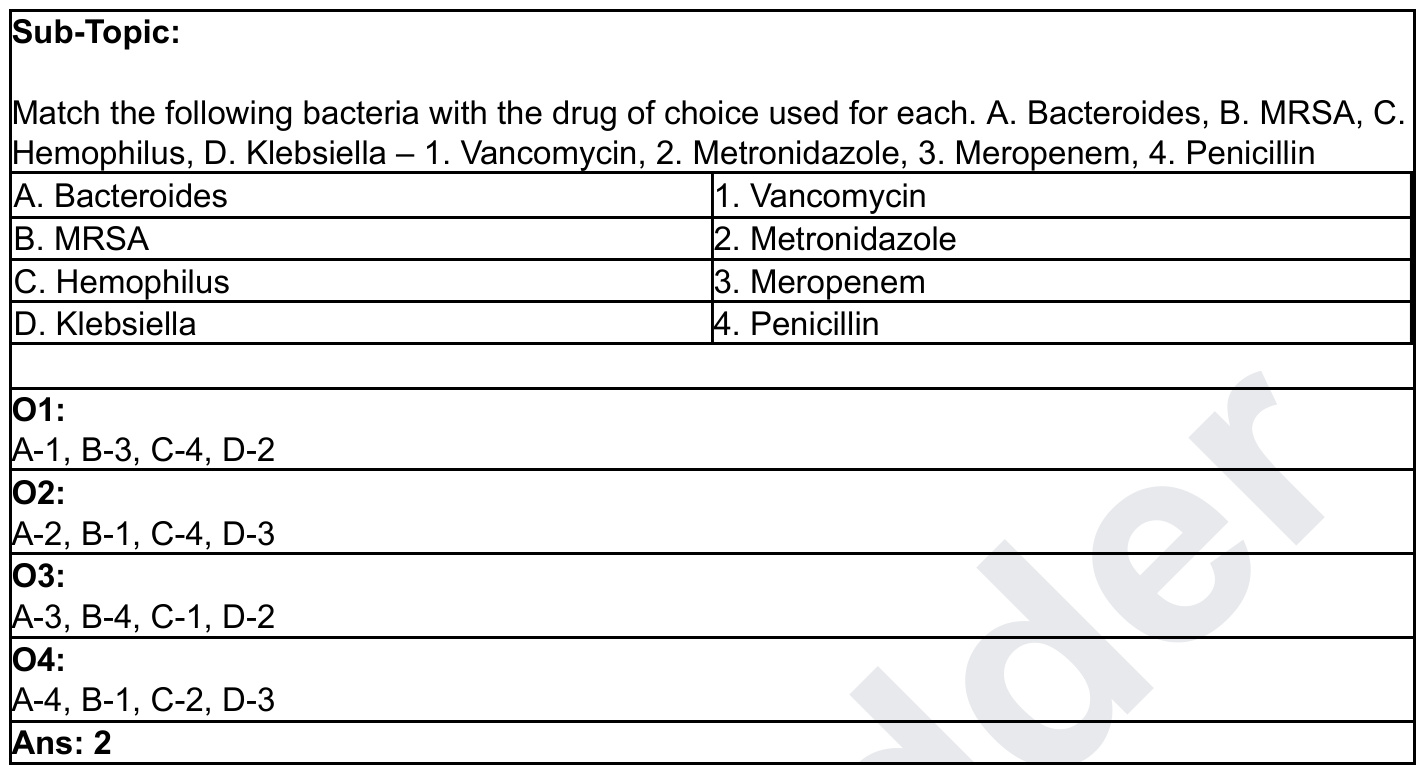 Sub-Topic:
Match the following bacteria with the drug of choice used for each. A. Bacteroides, B. MRSA, C.
Hemophilus, D. Klebsiella – 1. Vancomycin, 2. Metronidazole, 3. Meropenem, 4. Penicillin
A. Bacteroides 1. Vancomycin
B. MRSA 2. Metronidazole
C. Hemophilus 3. Meropenem
D. Klebsiella 4. Penicillin
O1:
A-1, B-3, C-4, D-2
O2:
A-2, B-1, C-4, D-3
O3:
A-3, B-4, C-1, D-2
O4:
A-4, B-1, C-2, D-3
Ans: 2